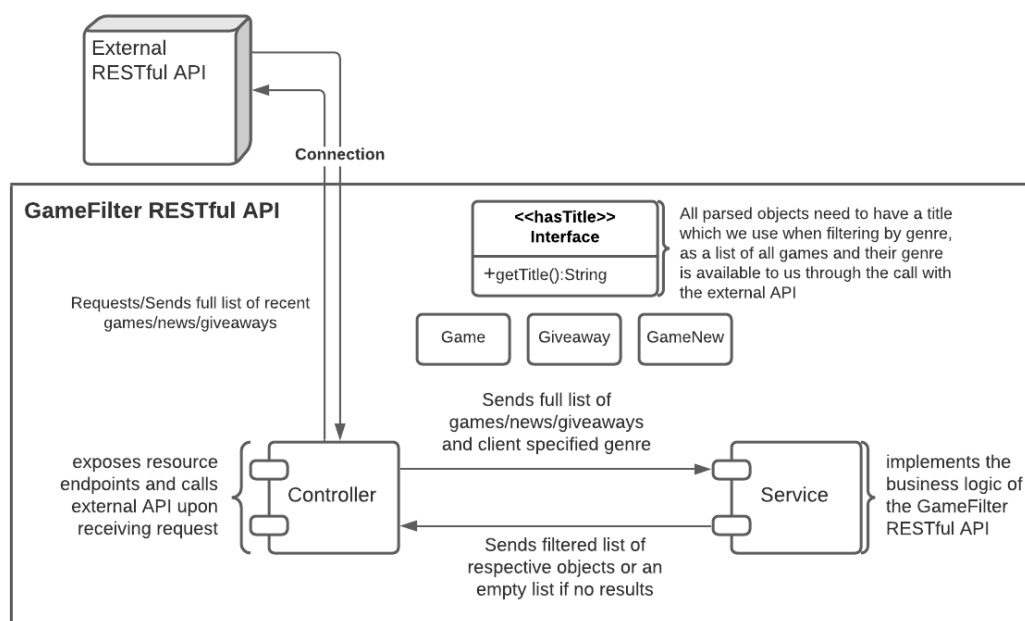 External
RESTful API
Connection
GameFilter RESTful API
<<hasTitle>>
Interface
+getTitle():String
All parsed objects need to have a title
which we use when filtering by genre,
as a list of all games and their genre
is available to us through the call with
the external API
Requests/Sends full list of recent
games/news/giveaways
Game
Giveaway
GameNew
Sends full list of
games/news/giveaways
and client specified genre
exposes resource
endpoints and calls
external API upon
receiving request
Controller
Service
implements the
business logic of
the GameFilter
RESTful API
Sends filtered list of
respective objects or an
empty list if no results